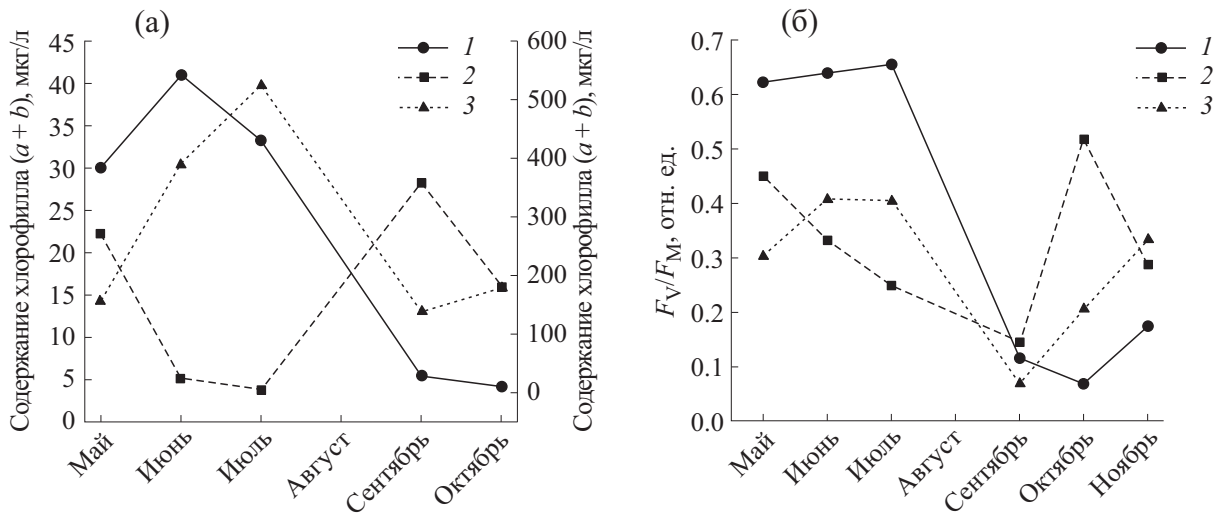 (а)
Содержание хлорофилла (a + b), мкг/л
45
40
35
30
25
20
15
10
5
0
600
500
400
300
200
100
0
Содержание хлорофилла (a + b), мкг/л
1
2
3
Май
Июнь
Июль
Август
Сентябрь
Октябрь
(б)
FV/FM, отн. ед.
0.7
0.6
0.5
0.4
0.3
0.2
0.1
0.0
1
2
3
Май
Июнь
Июль
Август
Сентябрь
Октябрь
Ноябрь